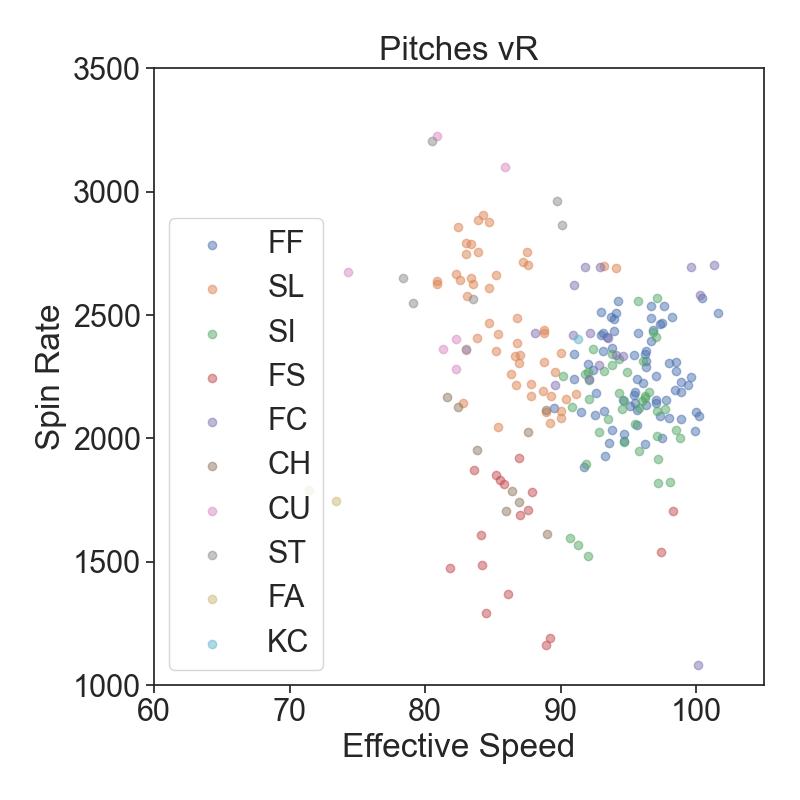 Pitches vR
3500
3000
2500
2000
1500
1000
Spin Rate
FF
SL
SI
FS
FC
CH
CU
ST
FA
KC
60 70 80 90 100
Effective Speed